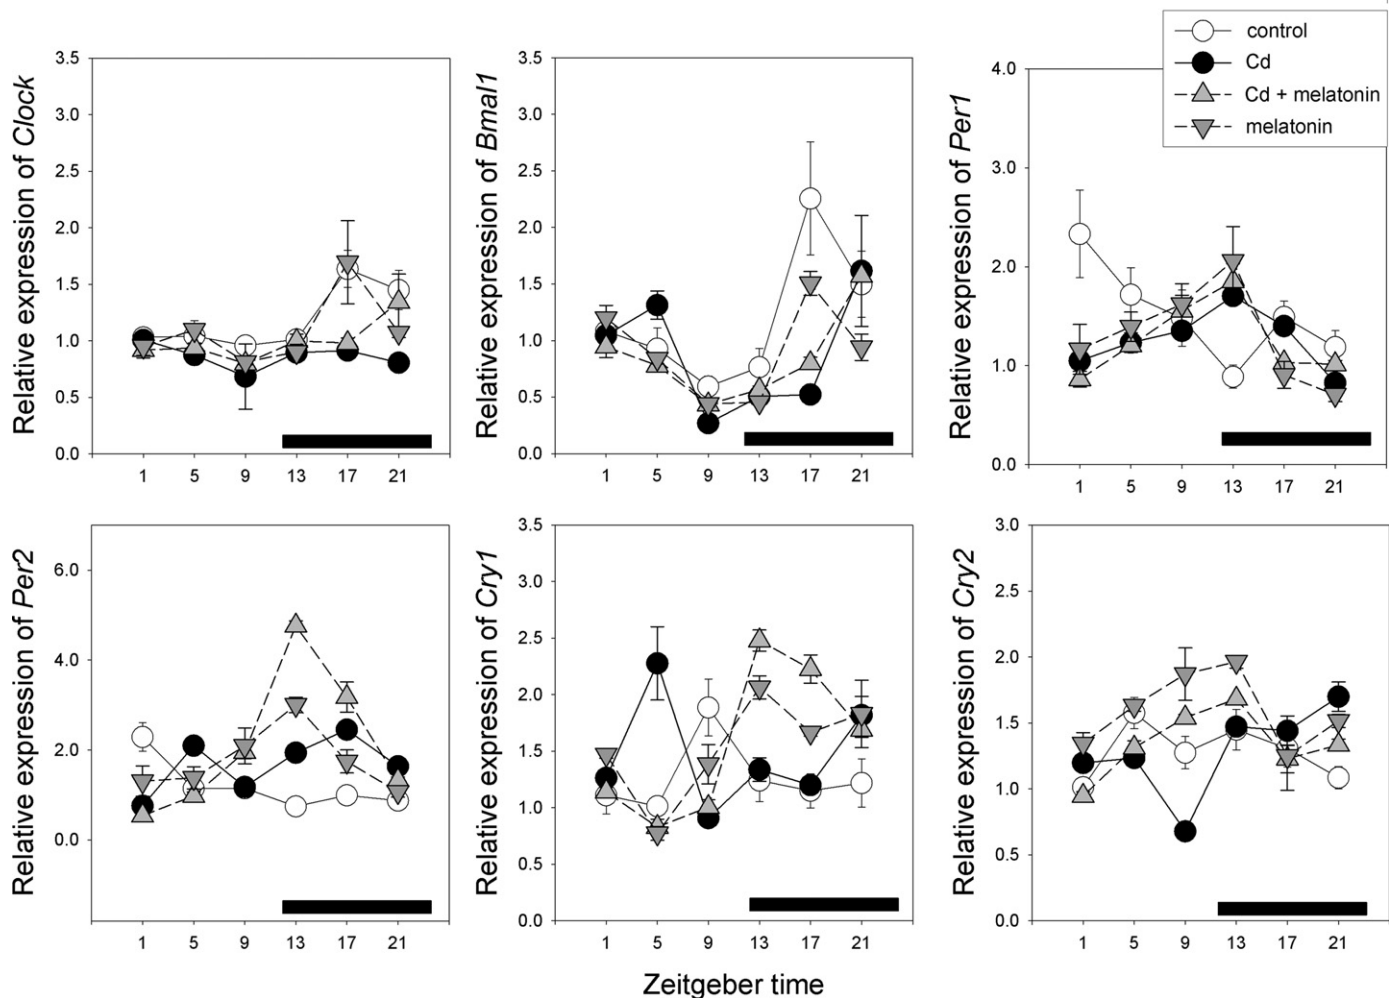 control
Cd
Cd + melatonin
melatonin
Relative expression of Clock
3.5
3.0
2.5
2.0
1.5
1.0
0.5
0.0
1 5 9 13 17 21
Relative expression of Bmal1
3.5
3.0
2.5
2.0
1.5
1.0
0.5
0.0
1 5 9 13 17 21
Relative expression of Per1
4.0
2.0
2.0
1.0
0.0
1 5 9 13 17 21
Relative expression of Per2
6.0
4.0
2.0
0.0
1 5 9 13 17 21
Relative expression of Cry1
3.5
3.0
2.5
2.0
1.5
1.0
0.5
0.0
1 5 9 13 17 21
Relative expression of Cry2
3.0
2.5
2.0
1.5
1.0
0.5
0.0
1 5 9 13 17 21
Zeitgeber time